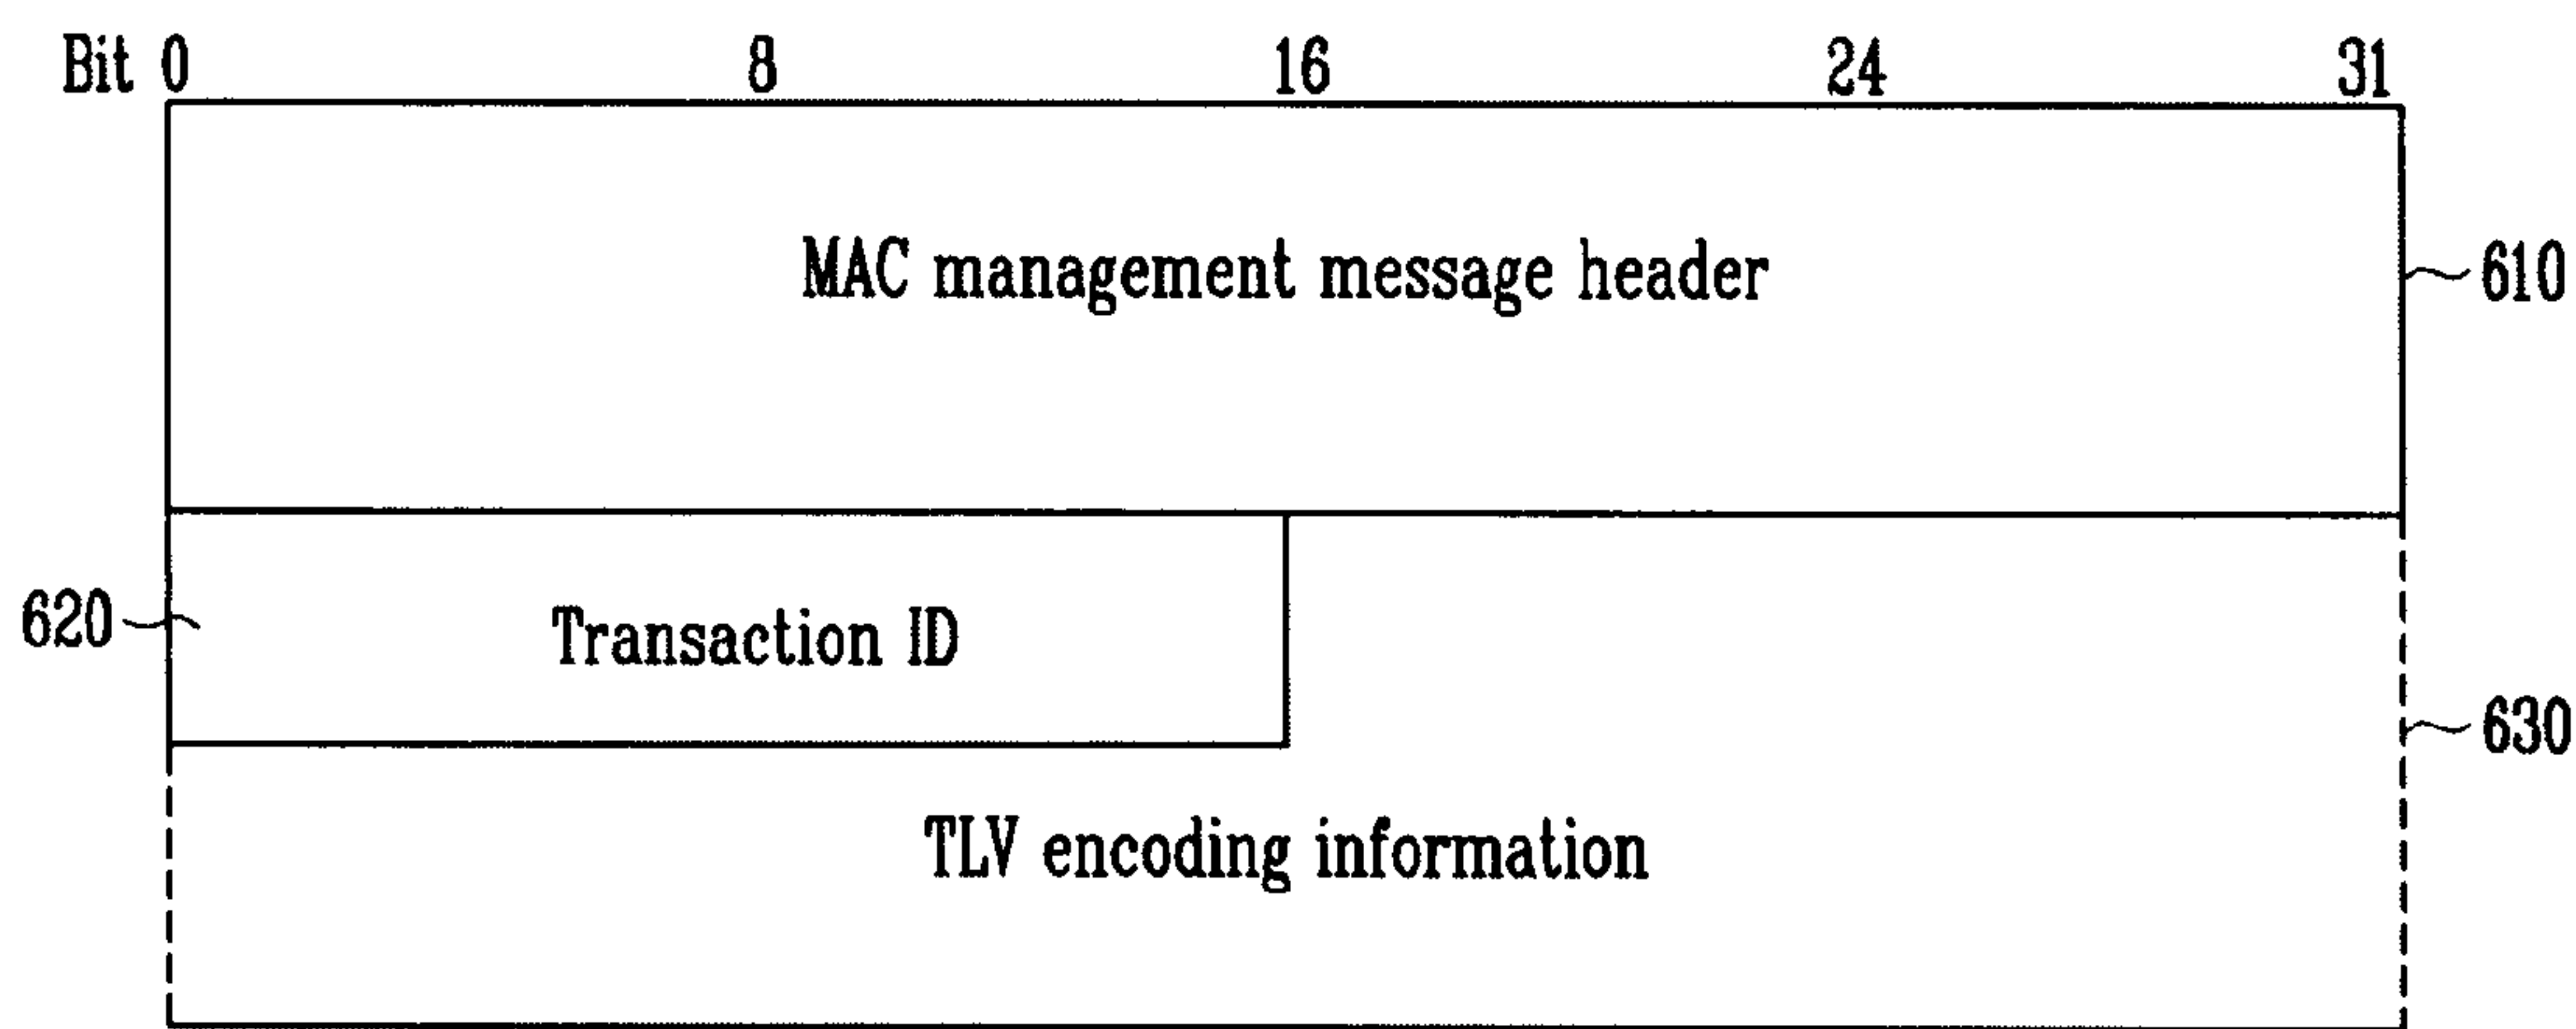 Bit 0 8 16 24 31
MAC management message header
610
620
Transaction ID
630
TLV encoding information